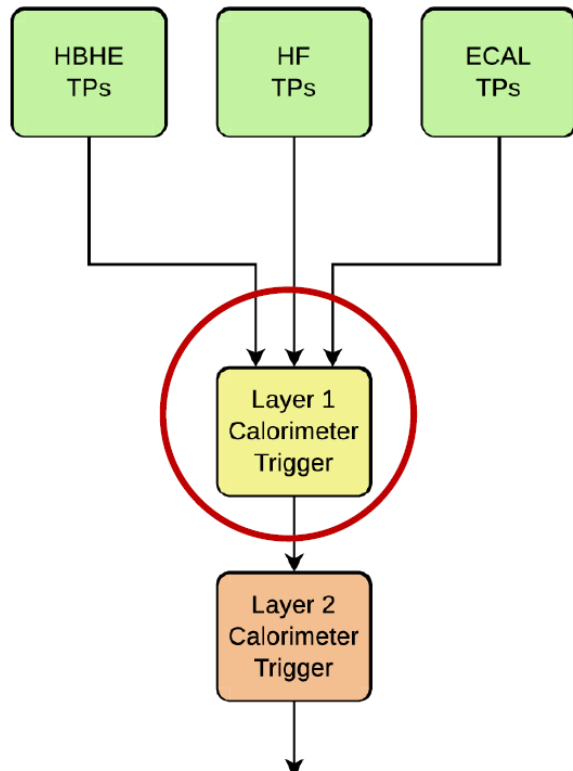 HBHE
TPs
HF
TPs
ECAL
TPs
Layer 1
Calorimeter
Trigger
Layer 2
Calorimeter
Trigger